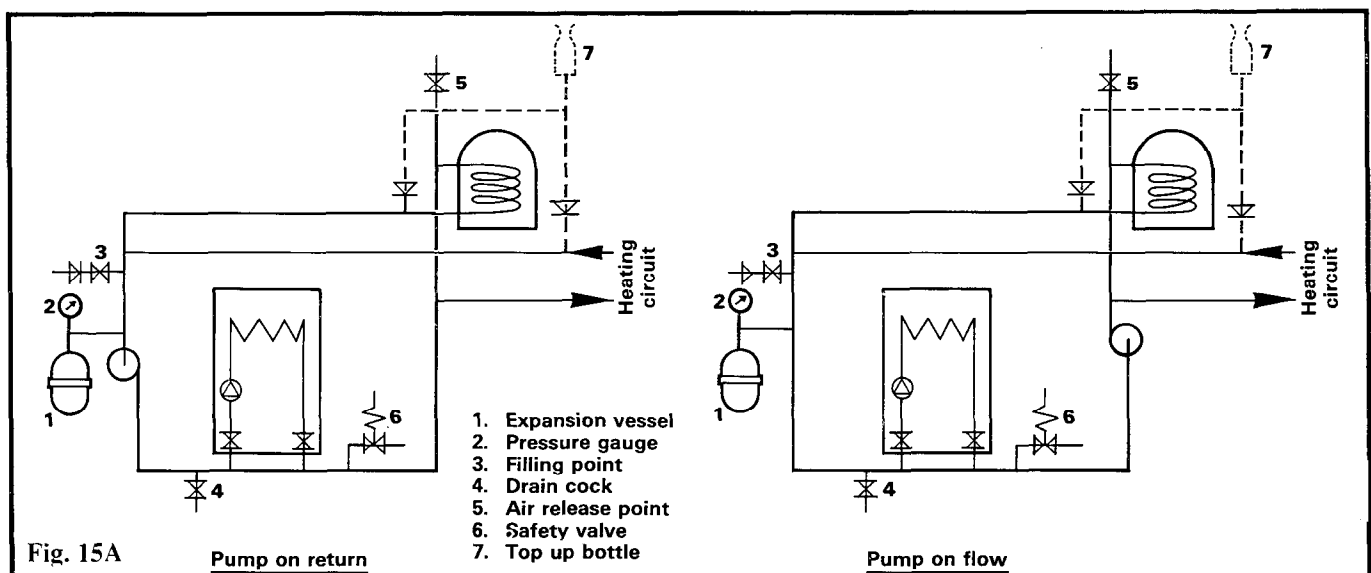 7
5
3
2
1
Heating
circuit
6
4
7
5
3
2
1
Heating
circuit
6
4
1. Expansion vessel
2. Pressure gauge
3. Filling point
4. Drain cock
5. Air release point
6. Safety valve
7. Top up bottle
Fig. 15A
Pump on return
Pump on flow